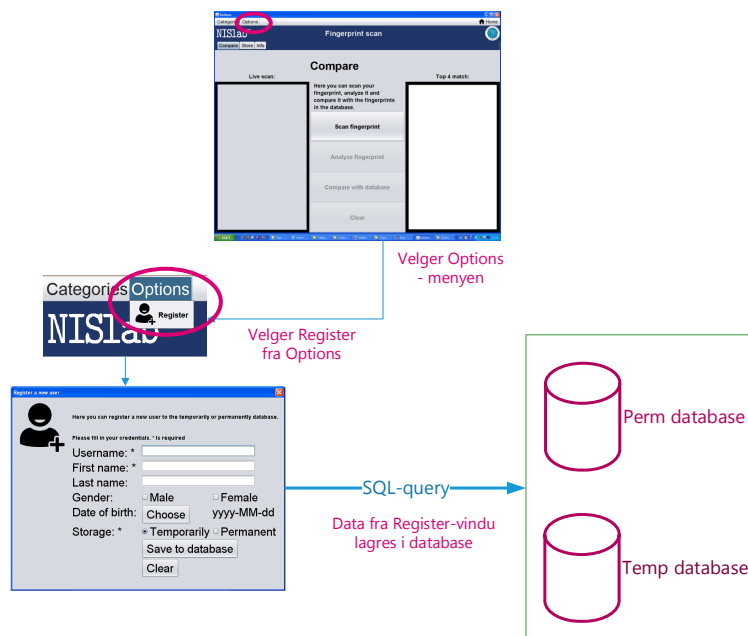 Categories Options
Home
NISlab
Fingerprint scan
Compare Store Info
Compare
Live scan:
Top 4 match:
Here you can scan your
fingerprint, analyze it and
compare it with the fingerprints
in the database.
Scan fingerprint
Analyze fingerprint
Compare with database
Clear
Velger Options
- menyen
Categories Options
Register
NISlab
Velger Register
fra Options
Register a new user
Here you can register a new user to the temporarily or permanently database.
Please fill in your credentials. * is required
Username: *
First name: *
Last name:
Gender: Male Female
Date of birth: Choose yyyy-MM-dd
Storage: * Temporarily Permanent
Save to database
Clear
SQL-query
Data fra Register-vindu
lagres i database
Perm database
Temp database